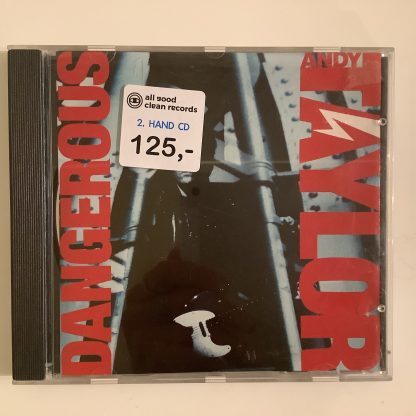 all good
clean records
2. HAND CD
125,-
DANGEROUS
ANDY
TAYLOR